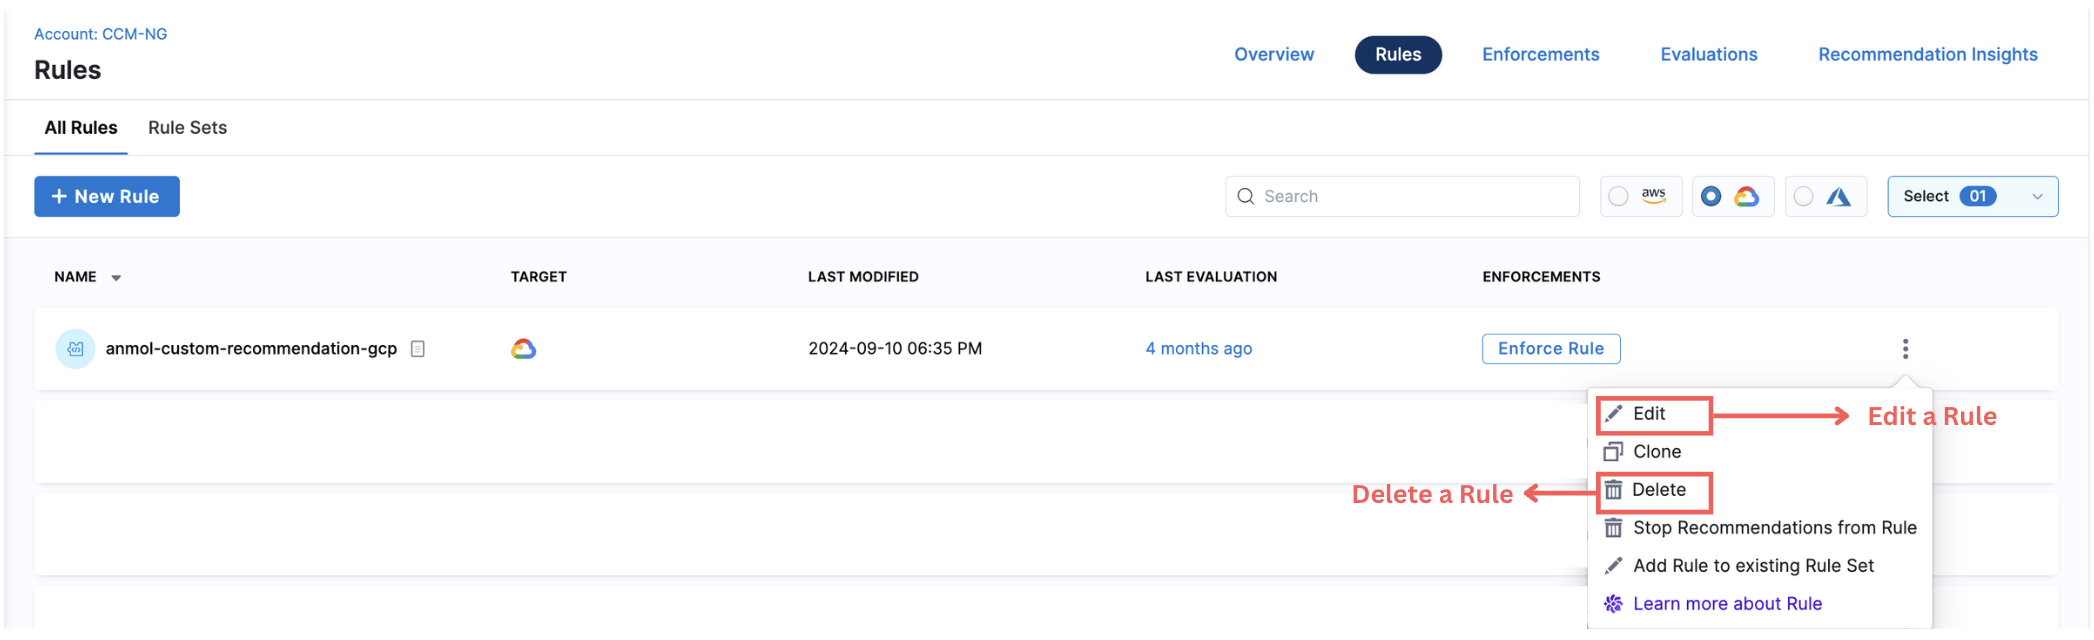 Account: CCM-NG
Rules
Overview Rules Enforcements Evaluations Recommendation Insights
All Rules Rule Sets
+ New Rule Search aws Select 01
NAME TARGET LAST MODIFIED LAST EVALUATION ENFORCEMENTS
anmol-custom-recommendation-gcp 2024-09-10 06:35 PM 4 months ago Enforce Rule
Edit Edit a Rule
Clone
Delete a Rule Delete
Stop Recommendations from Rule
Add Rule to existing Rule Set
Learn more about Rule